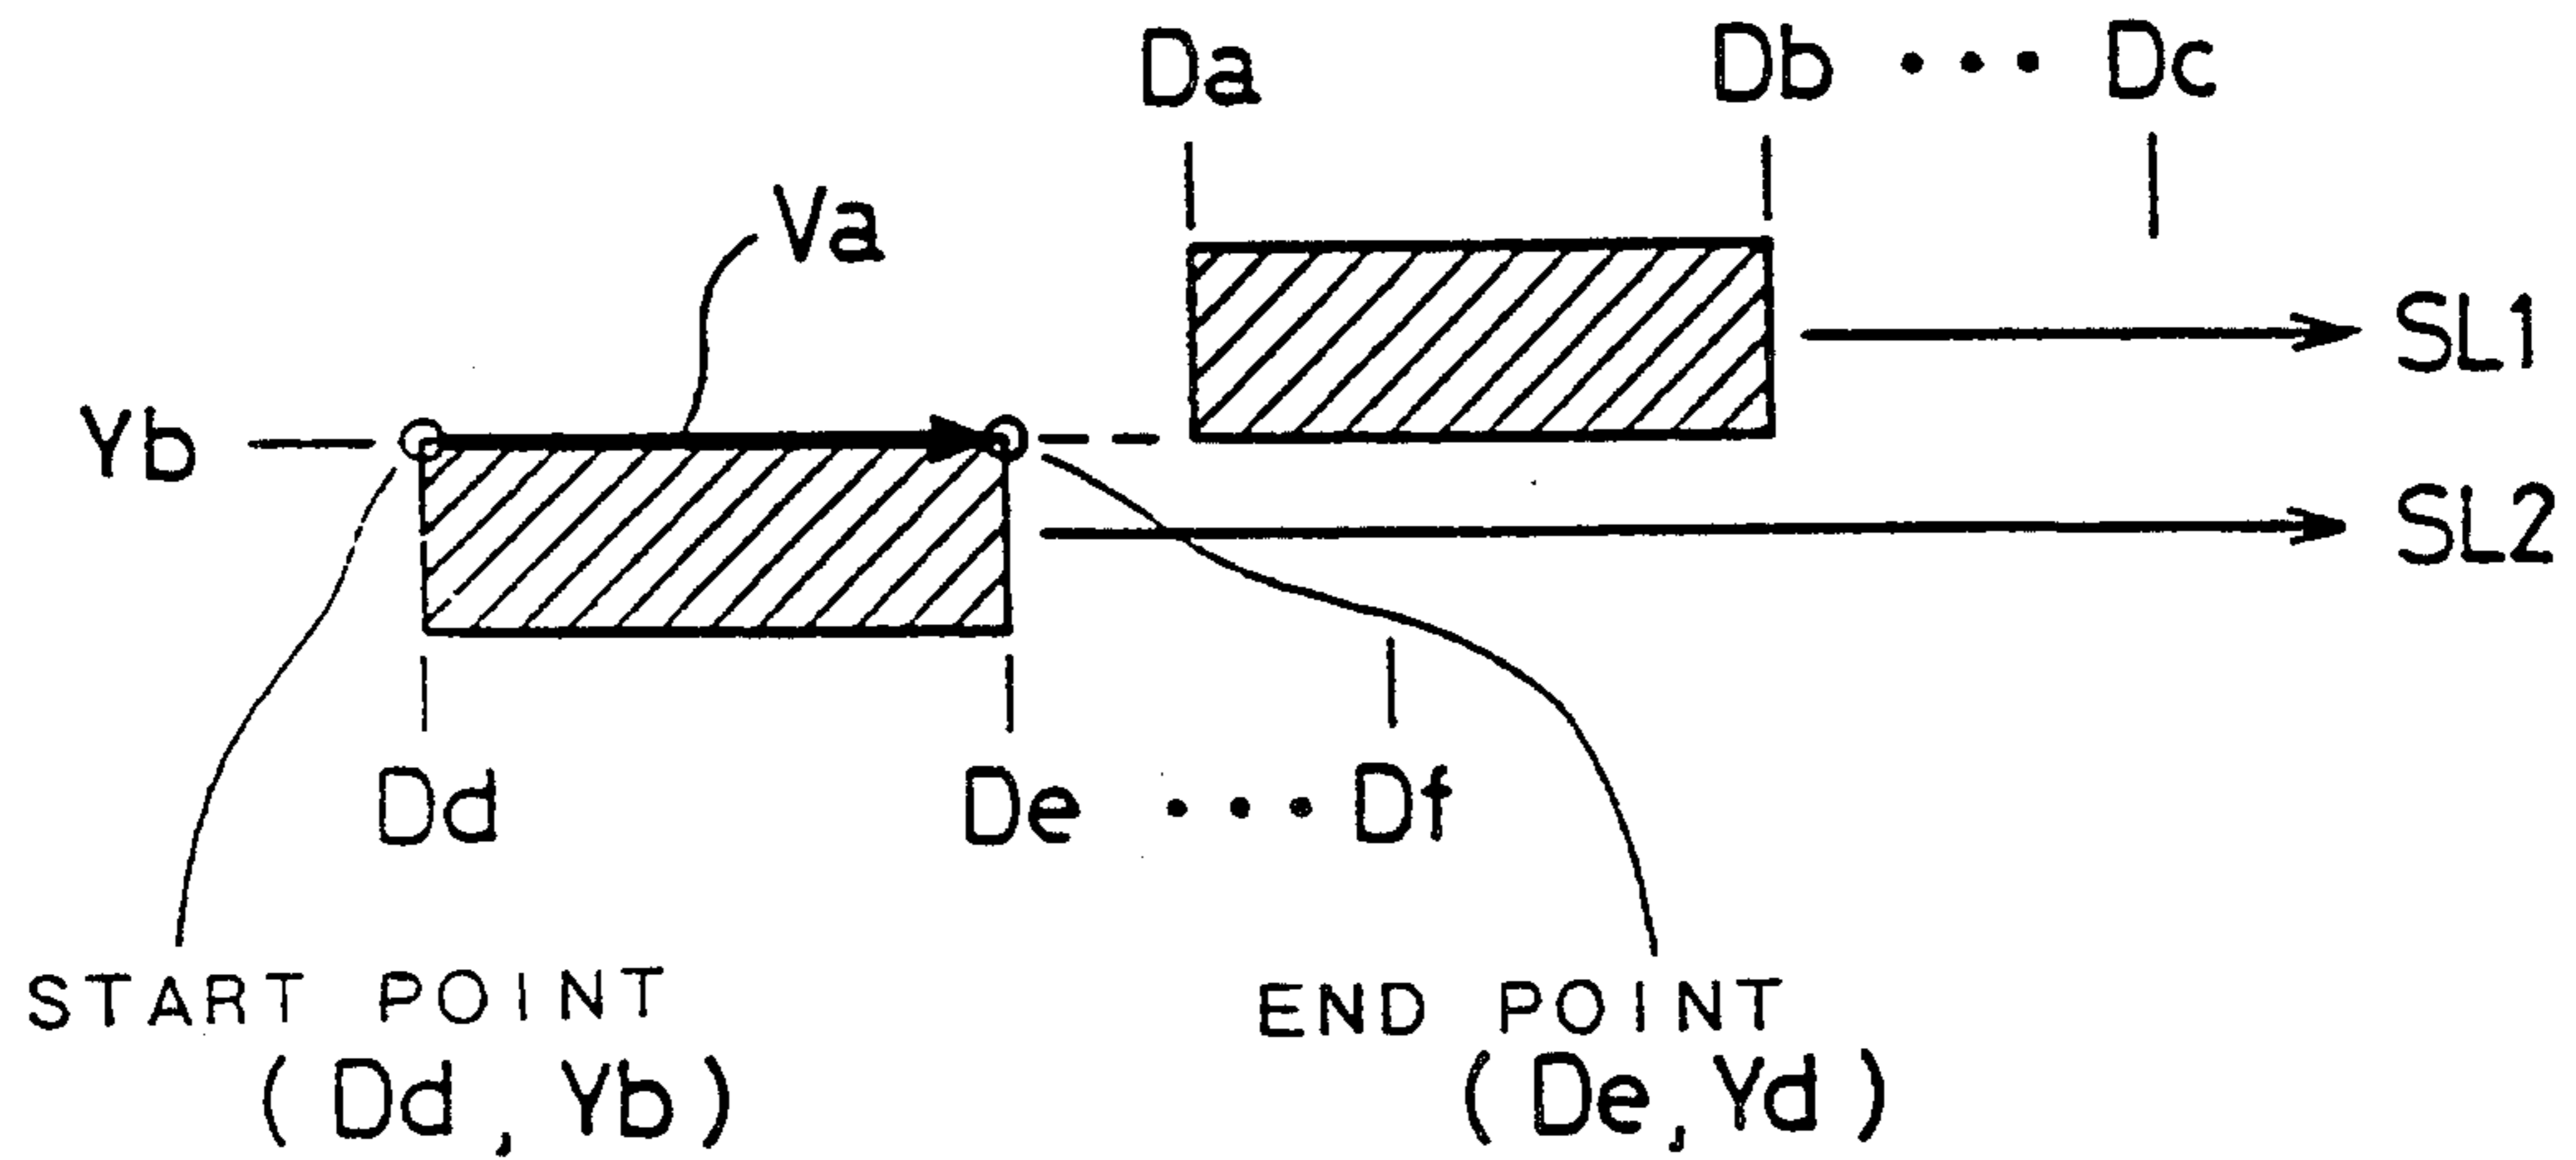 Da Db ••• Dc
Va
SL1
Yb
SL2
Dd De ••• Df
START POINT
(Dd, Yb)
END POINT
(De, Yd)